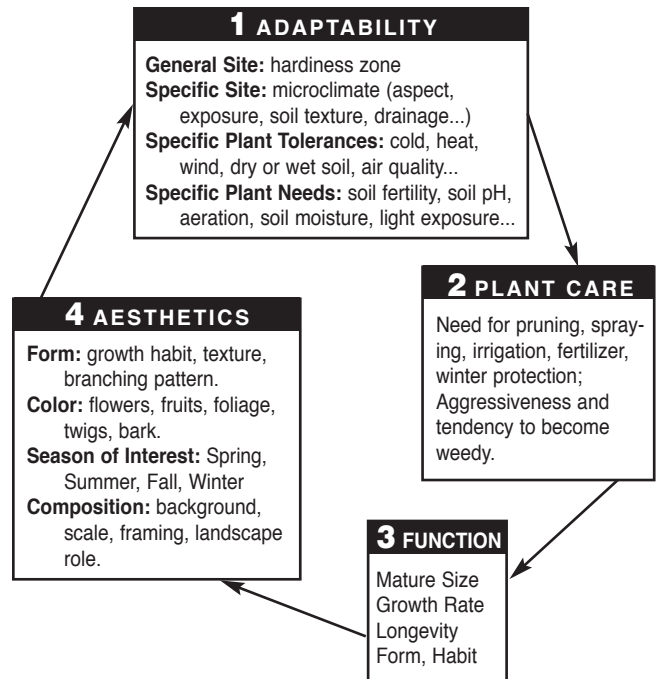 1 ADAPTABILITY
General Site: hardiness zone
Specific Site: microclimate (aspect,
exposure, soil texture, drainage...)
Specific Plant Tolerances: cold, heat,
wind, dry or wet soil, air quality...
Specific Plant Needs: soil fertility, soil pH,
aeration, soil moisture, light exposure...
2 PLANT CARE
Need for pruning, spray-
ing, irrigation, fertilizer,
winter protection;
Aggressiveness and
tendency to become
weedy.
3 FUNCTION
Mature Size
Growth Rate
Longevity
Form, Habit
4 AESTHETICS
Form: growth habit, texture,
branching pattern.
Color: flowers, fruits, foliage,
twigs, bark.
Season of Interest: Spring,
Summer, Fall, Winter
Composition: background,
scale, framing, landscape
role.